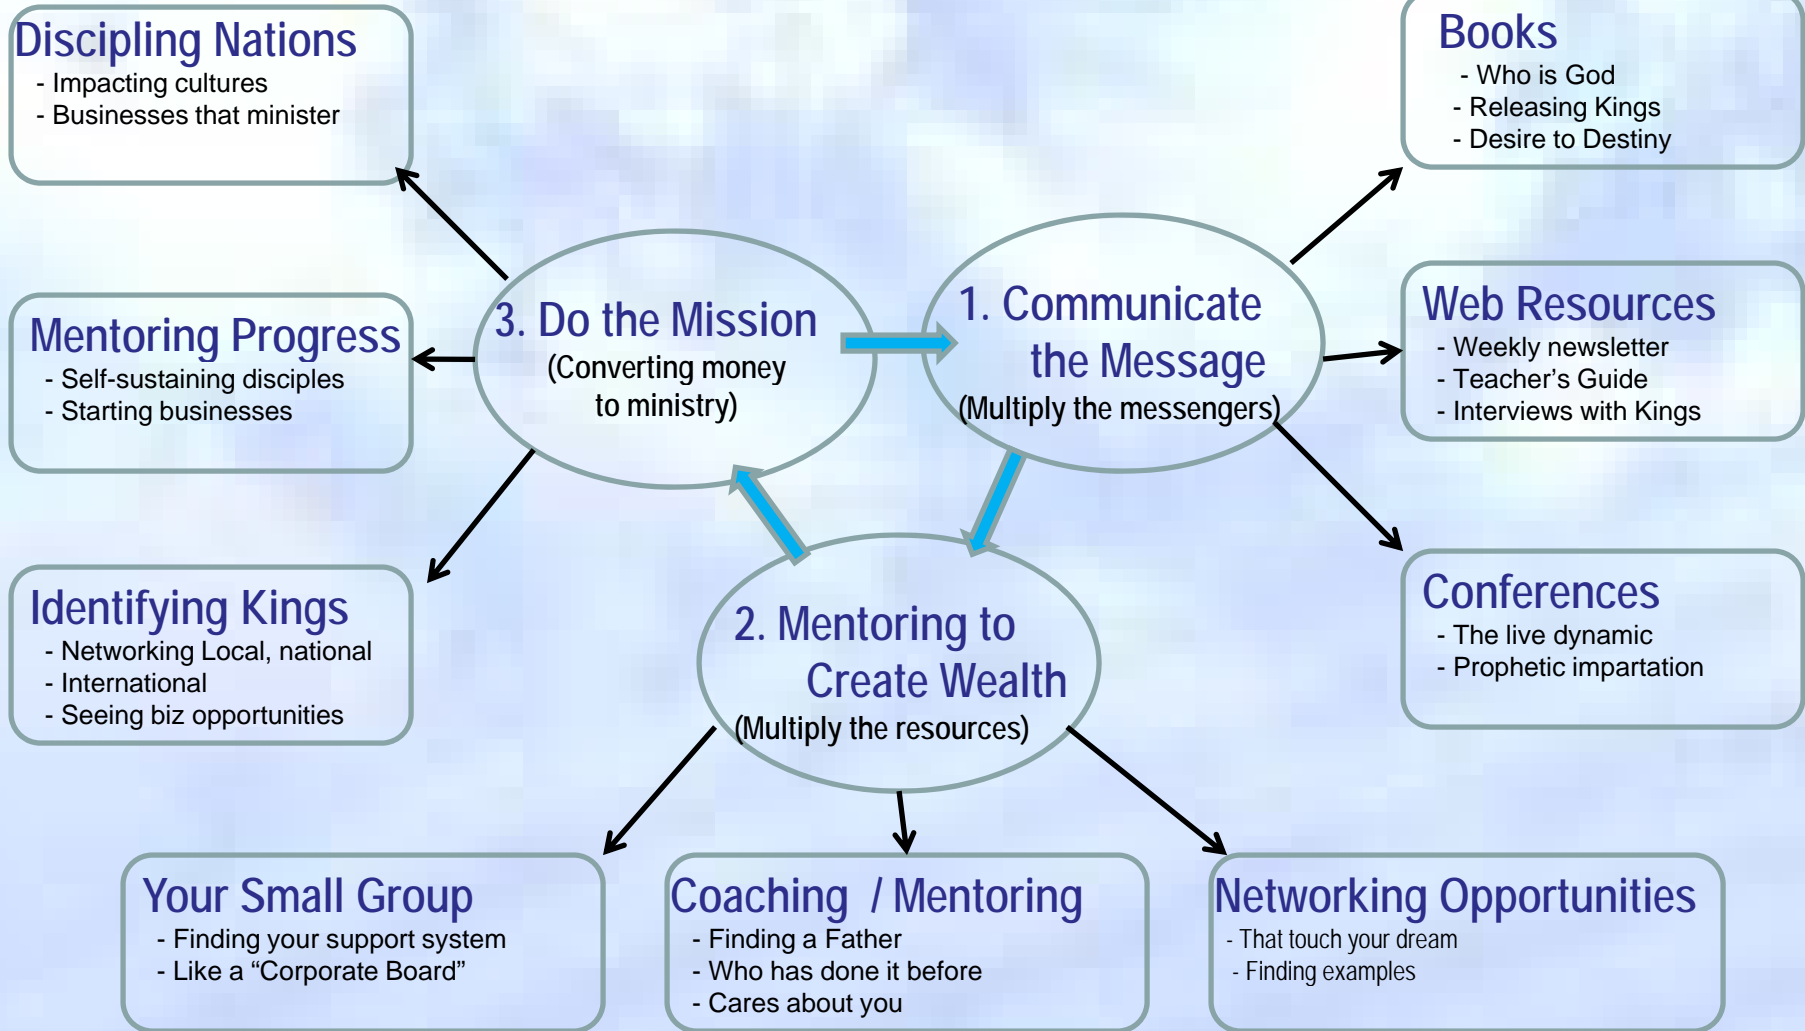 Discipling Nations
- Impacting cultures
- Businesses that minister
Mentoring Progress
- Self-sustaining disciples
- Starting businesses
Identifying Kings
- Networking Local, national
- International
- Seeing biz opportunities
3. Do the Mission
(Converting money
to ministry)
1. Communicate
the Message
(Multiply the messengers)
2. Mentoring to
Create Wealth
(Multiply the resources)
Books
- Who is God
- Releasing Kings
- Desire to Destiny
Web Resources
- Weekly newsletter
- Teacher’s Guide
- Interviews with Kings
Conferences
- The live dynamic
- Prophetic impartation
Your Small Group
- Finding your support system
- Like a “Corporate Board”
Coaching / Mentoring
- Finding a Father
- Who has done it before
- Cares about you
Networking Opportunities
- That touch your dream
- Finding examples